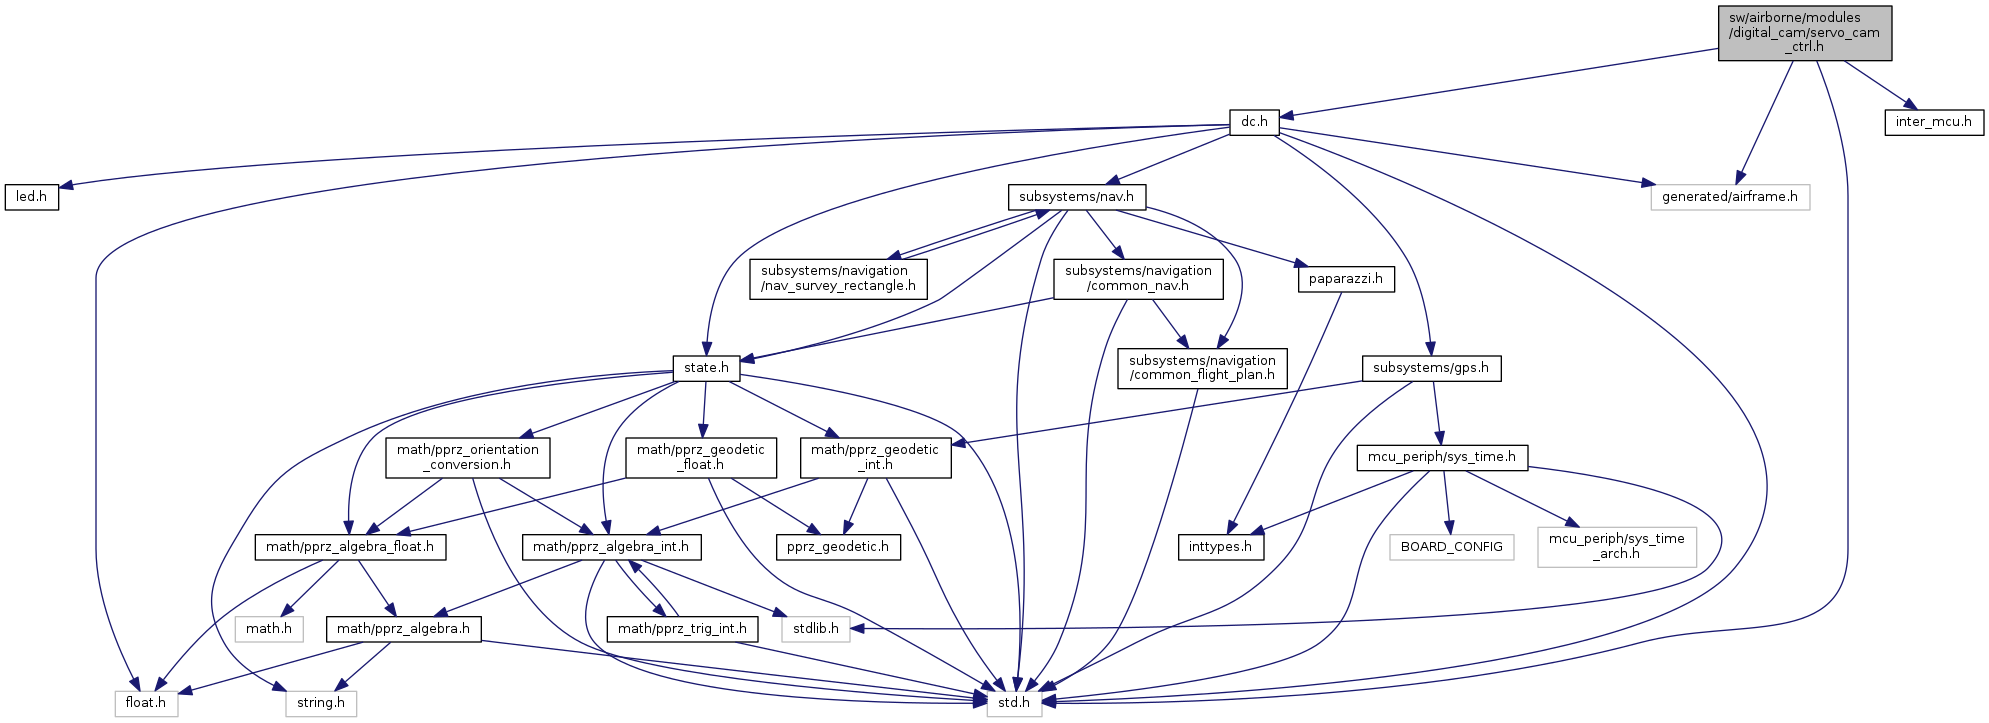 sw/airborne/modules
/digital_cam/servo_cam
_ctrl.h
dc.h
inter_mcu.h
led.h
subsystems/nav.h
generated/airframe.h
subsystems/navigation
/nav_survey_rectangle.h
subsystems/navigation
/common_nav.h
paparazzi.h
state.h
subsystems/navigation
/common_flight_plan.h
subsystems/gps.h
math/pprz_orientation
_conversion.h
math/pprz_geodetic
_float.h
math/pprz_geodetic
_int.h
mcu_periph/sys_time.h
math/pprz_algebra_float.h
math/pprz_algebra_int.h
pprz_geodetic.h
inttypes.h
BOARD_CONFIG
mcu_periph/sys_time
_arch.h
math.h
math/pprz_algebra.h
math/pprz_trig_int.h
stdlib.h
float.h
string.h
std.h